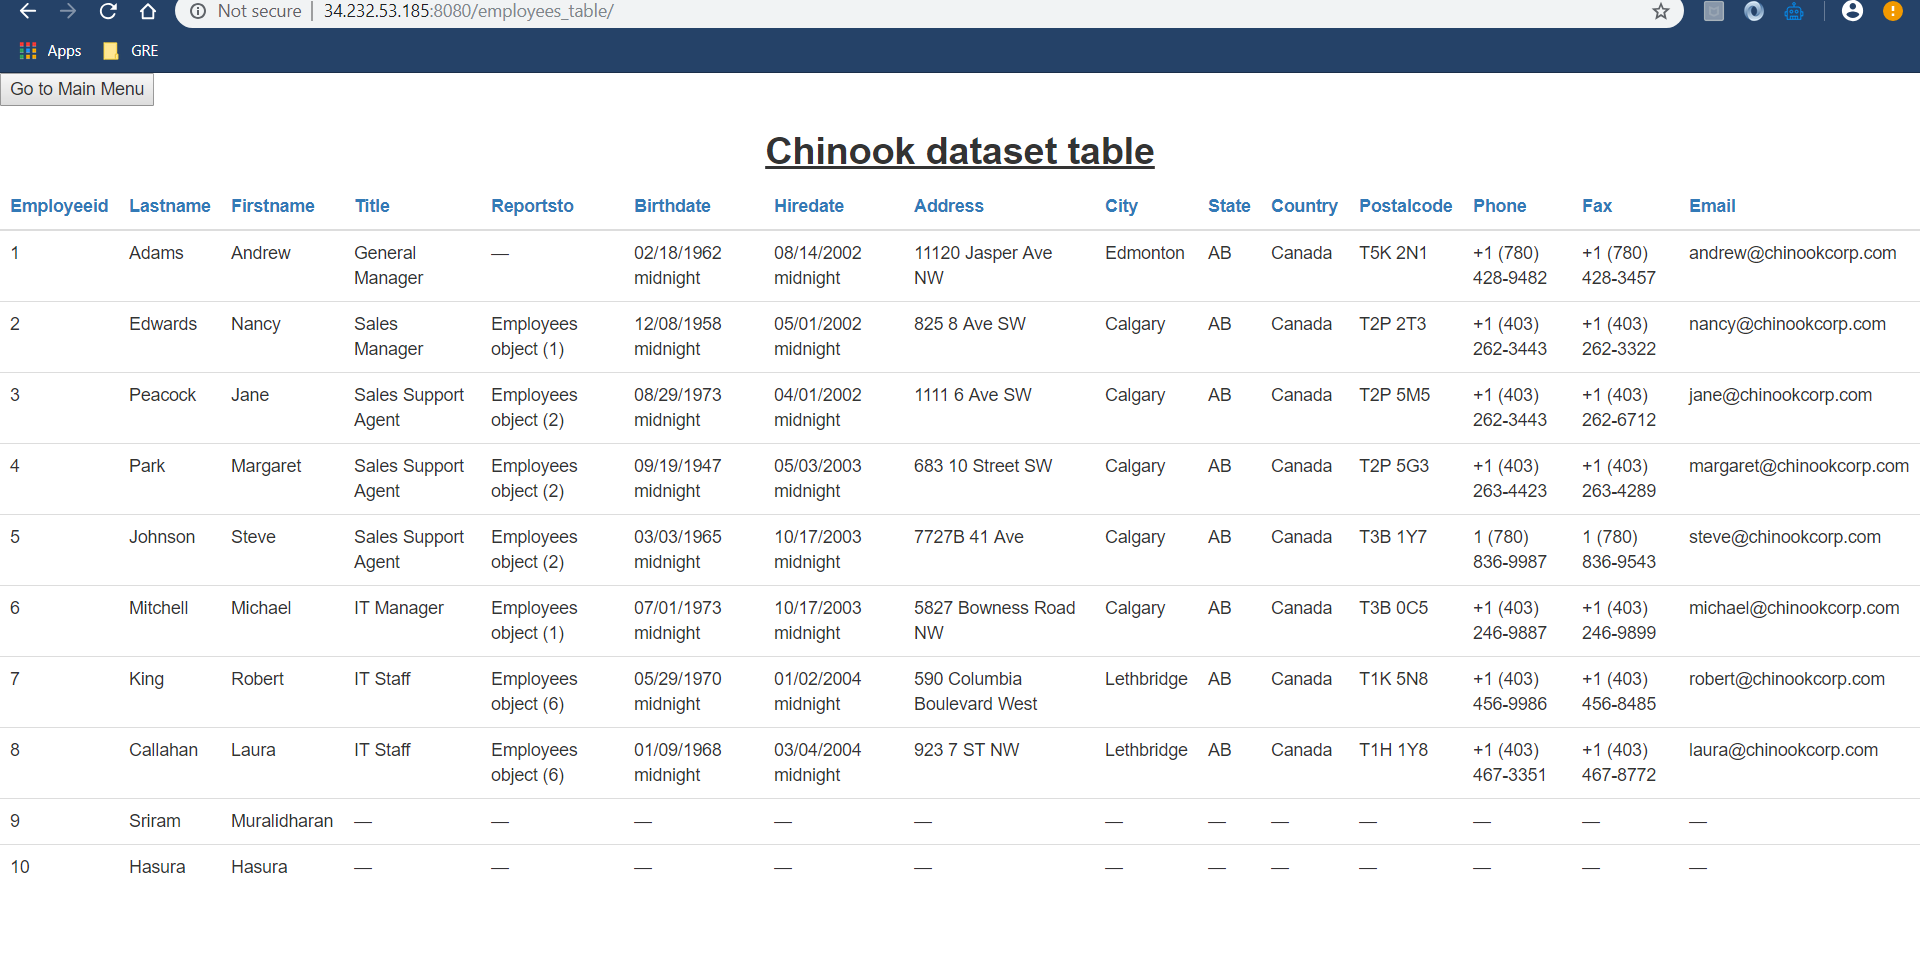 Not secure | 34.232.53.185:8080/employees_table/
Apps GRE
Go to Main Menu
Chinook dataset table
Employeeid Lastname Firstname Title Reportsto Birthdate Hiredate Address City State Country Postalcode Phone Fax Email
1 Adams Andrew General — 02/18/1962 08/14/2002 11120 Jasper Ave Edmonton AB Canada T5K 2N1 +1 (780) +1 (780) andrew@chinookcorp.com
Manager midnight midnight NW 428-9482 428-3457
2 Edwards Nancy Sales Employees 12/08/1958 05/01/2002 825 8 Ave SW Calgary AB Canada T2P 2T3 +1 (403) +1 (403) nancy@chinookcorp.com
Manager object (1) midnight midnight 262-3443 262-3322
3 Peacock Jane Sales Support Employees 08/29/1973 04/01/2002 1111 6 Ave SW Calgary AB Canada T2P 5M5 +1 (403) +1 (403) jane@chinookcorp.com
Agent object (2) midnight midnight 262-3443 262-6712
4 Park Margaret Sales Support Employees 09/19/1947 05/03/2003 683 10 Street SW Calgary AB Canada T2P 5G3 +1 (403) +1 (403) margaret@chinookcorp.com
Agent object (2) midnight midnight 263-4423 263-4289
5 Johnson Steve Sales Support Employees 03/03/1965 10/17/2003 7727B 41 Ave Calgary AB Canada T3B 1Y7 1 (780) 1 (780) steve@chinookcorp.com
Agent object (2) midnight midnight 836-9987 836-9543
6 Mitchell Michael IT Manager Employees 07/01/1973 10/17/2003 5827 Bowness Road Calgary AB Canada T3B 0C5 +1 (403) +1 (403) michael@chinookcorp.com
object (1) midnight midnight NW 246-9887 246-9899
7 King Robert IT Staff Employees 05/29/1970 01/02/2004 590 Columbia Lethbridge AB Canada T1K 5N8 +1 (403) +1 (403) robert@chinookcorp.com
object (6) midnight midnight Boulevard West 456-9986 456-8485
8 Callahan Laura IT Staff Employees 01/09/1968 03/04/2004 923 7 ST NW Lethbridge AB Canada T1H 1Y8 +1 (403) +1 (403) laura@chinookcorp.com
object (6) midnight midnight 467-3351 467-8772
9 Sriram Muralidharan — — — — — — — — — — — —
10 Hasura Hasura — — — — — — — — — — — —